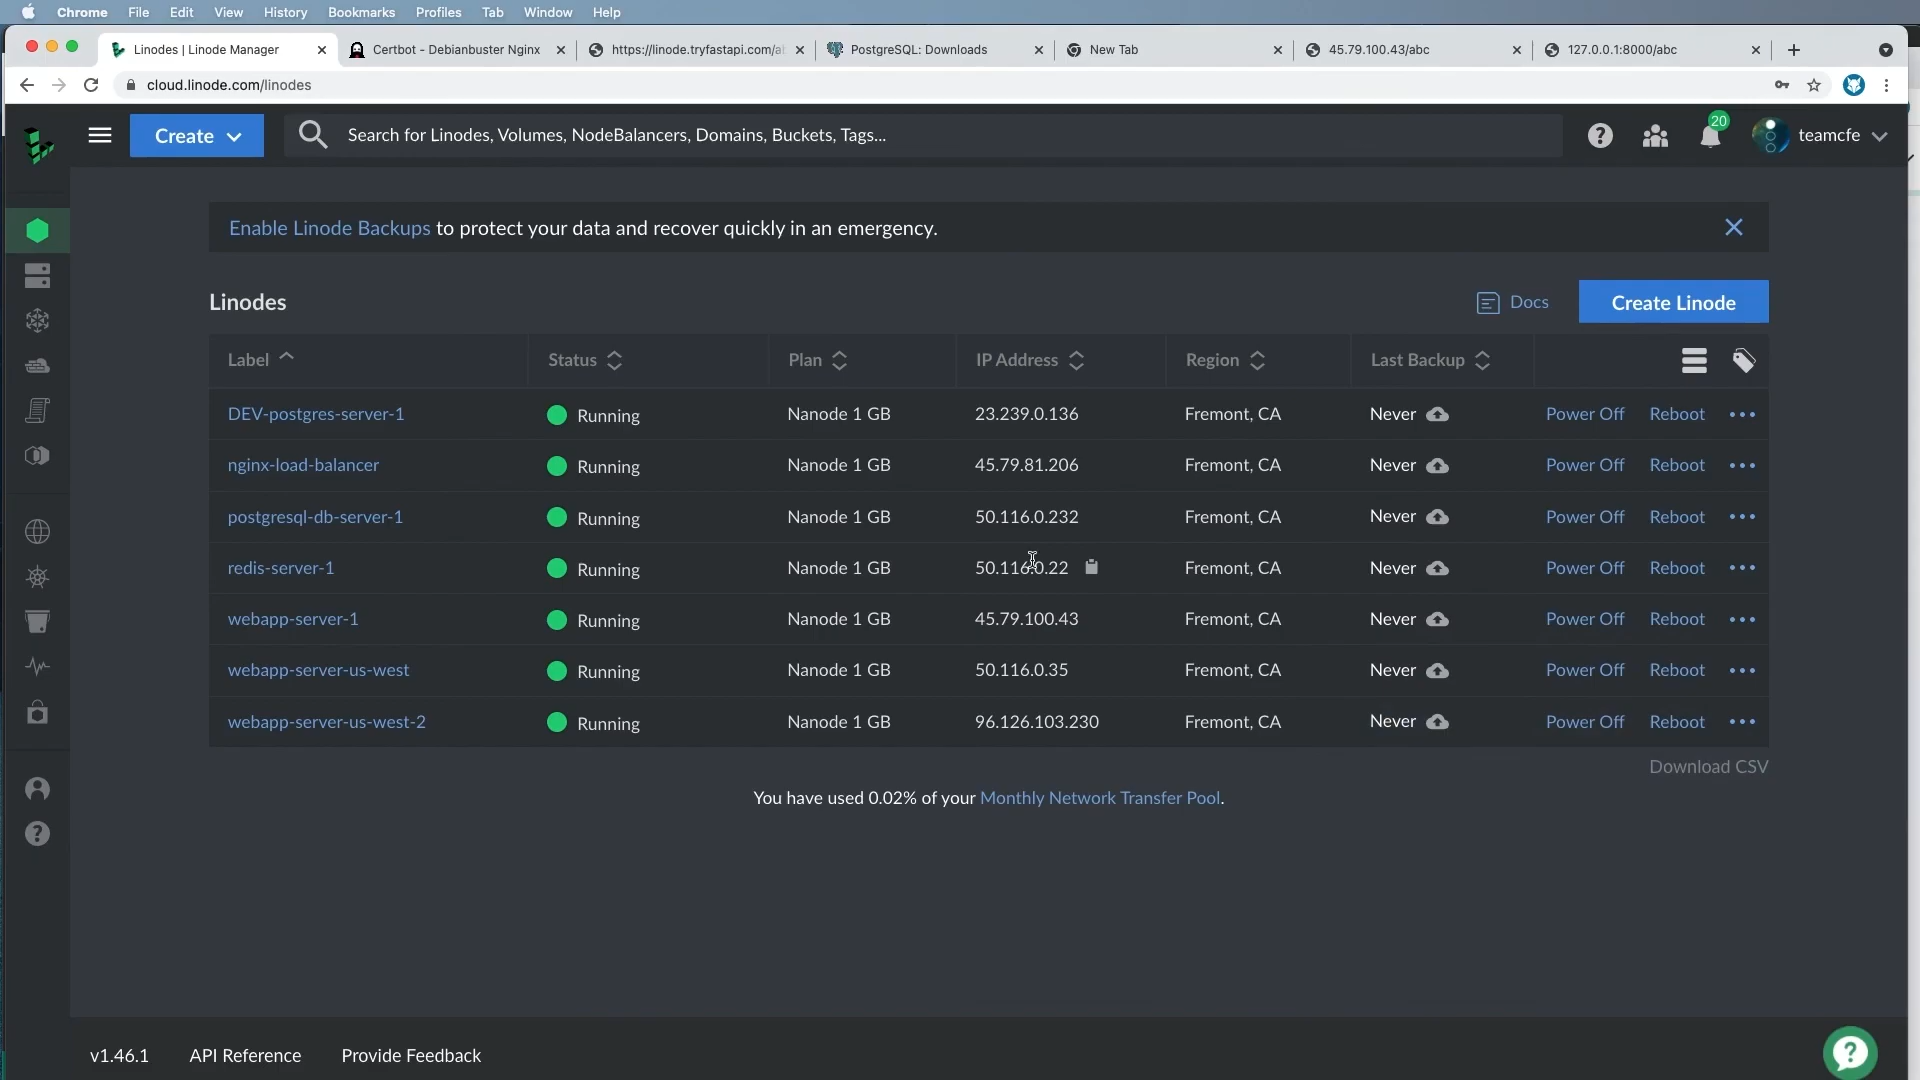 Chrome File Edit View History Bookmarks Profiles Tab Window Help
Linodes | Linode Manager Certbot - Debianbuster Nginx https://linode.tryfastapi.com/ab PostgreSQL: Downloads New Tab 45.79.100.43/abc 127.0.0.1:8000/abc
cloud.linode.com/linodes
Create Search for Linodes, Volumes, NodeBalancers, Domains, Buckets, Tags... 20 teamcfe
Enable Linode Backups to protect your data and recover quickly in an emergency.
Linodes Docs Create Linode
Label Status Plan IP Address Region Last Backup
DEV-postgres-server-1 Running Nanode 1 GB 23.239.0.136 Fremont, CA Never Power Off Reboot
nginx-load-balancer Running Nanode 1 GB 45.79.81.206 Fremont, CA Never Power Off Reboot
postgresql-db-server-1 Running Nanode 1 GB 50.116.0.232 Fremont, CA Never Power Off Reboot
redis-server-1 Running Nanode 1 GB 50.116.0.22 Fremont, CA Never Power Off Reboot
webapp-server-1 Running Nanode 1 GB 45.79.100.43 Fremont, CA Never Power Off Reboot
webapp-server-us-west Running Nanode 1 GB 50.116.0.35 Fremont, CA Never Power Off Reboot
webapp-server-us-west-2 Running Nanode 1 GB 96.126.103.230 Fremont, CA Never Power Off Reboot
Download CSV
You have used 0.02% of your Monthly Network Transfer Pool.
v1.46.1 API Reference Provide Feedback